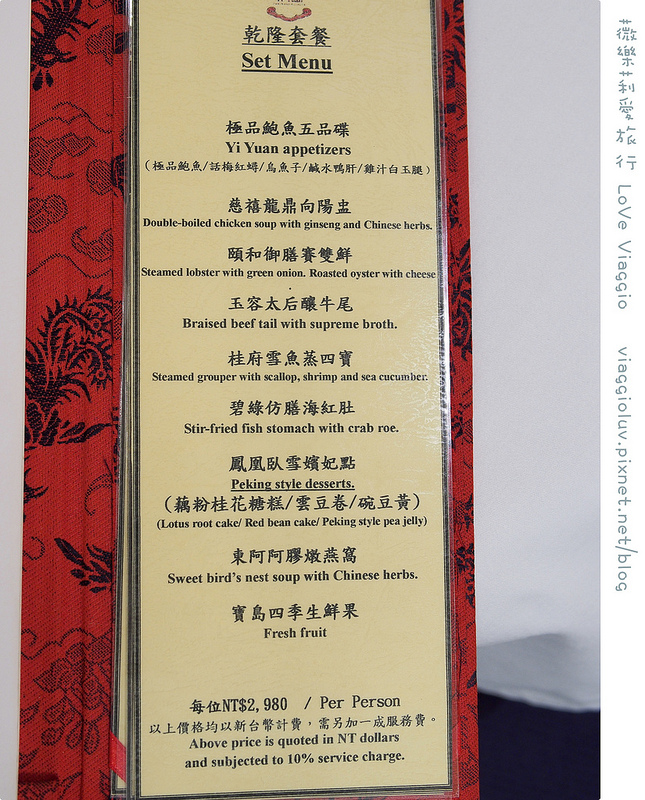 乾隆套餐
Set Menu
極品鮑魚五品碟
Yi Yuan appetizers
(極品鮑魚/話梅紅蟳/烏魚子/鹹水鴨肝/雞汁白玉腿)
慈禧龍鼎向陽盅
Double-boiled chicken soup with ginseng and Chinese herbs.
頤和御膳賽雙鮮
Steamed lobster with green onion. Roasted oyster with cheese
.
玉容太后釀牛尾
Braised beef tail with supreme broth.
桂府雪魚蒸四寶
Steamed grouper with scallop, shrimp and sea cucumber.
碧綠仿膳海紅肚
Stir-fried fish stomach with crab roe.
鳳凰臥雪嬪妃點
Peking style desserts.
(藕粉桂花糖糕/雲豆卷/碗豆黃)
(Lotus root cake/ Red bean cake/ Peking style pea jelly)
東阿阿膠燉燕窩
Sweet bird's nest soup with Chinese herbs.
寶島四季生鮮果
Fresh fruit
每位NT$2,980 / Per Person
以上價格均以新台幣計費，需另加一成服務費。
Above price is quoted in NT dollars
and subjected to 10% service charge.
#薇樂莉愛旅行 LoVe Viaggio viaggioluv.pixnet.net/blog